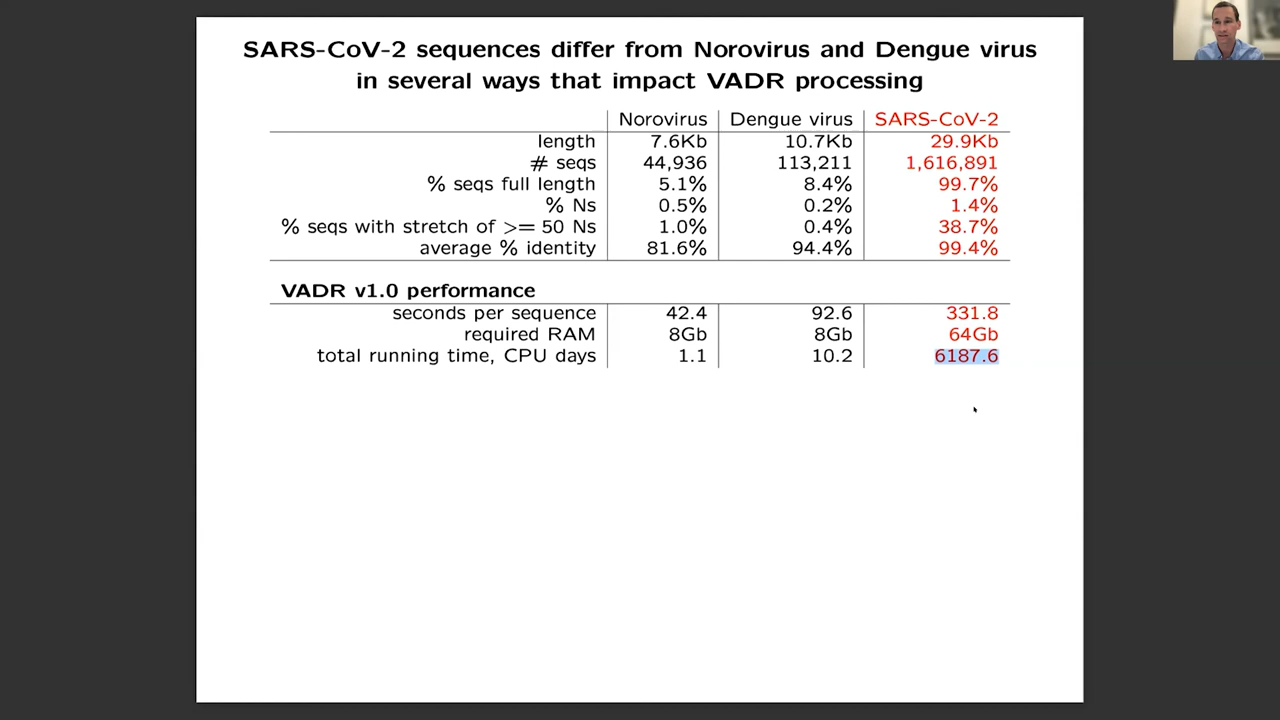 SARS-CoV-2 sequences differ from Norovirus and Dengue virus
in several ways that impact VADR processing
Norovirus Dengue virus SARS-CoV-2
length 7.6Kb 10.7Kb 29.9Kb
# seqs 44,936 113,211 1,616,891
% seqs full length 5.1% 8.4% 99.7%
% Ns 0.5% 0.2% 1.4%
% seqs with stretch of >= 50 Ns 1.0% 0.4% 38.7%
average % identity 81.6% 94.4% 99.4%
VADR v1.0 performance
seconds per sequence 42.4 92.6 331.8
required RAM 8Gb 8Gb 64Gb
total running time, CPU days 1.1 10.2 6187.6